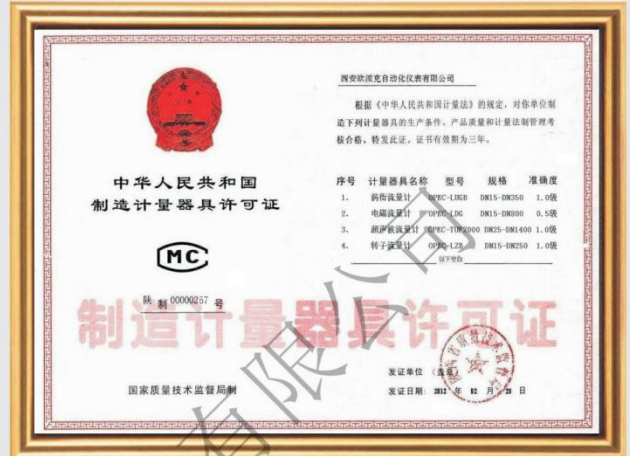 中华人民共和国
制造计量器具许可证
MC
陕 制 00000257 号
国家质量技术监督局制
西安欧派克自动化仪表有限公司
根据《中华人民共和国计量法》的规定，对你单位制
造下列计量器具的生产条件、产品质量和计量法制管理考
核合格，特发此证。证书有效期为三年。
序号 计量器具名称 型号 规格 准确度
1. 涡街流量计 OPEC-LUGB DN15-DN350 1.0级
2. 电磁流量计 OPEC-LDG DN15-DN800 0.5级
3. 超声波流量计 OPEC-TUF2000 DN25-DN1400 1.0级
4. 转子流量计 OPEC-LZB DN15-DN250 1.0级
以下空白
制造计量器具许可证
发证单位 (盖章)
发证日期: 2012 年 02 月 28 日
有限公司